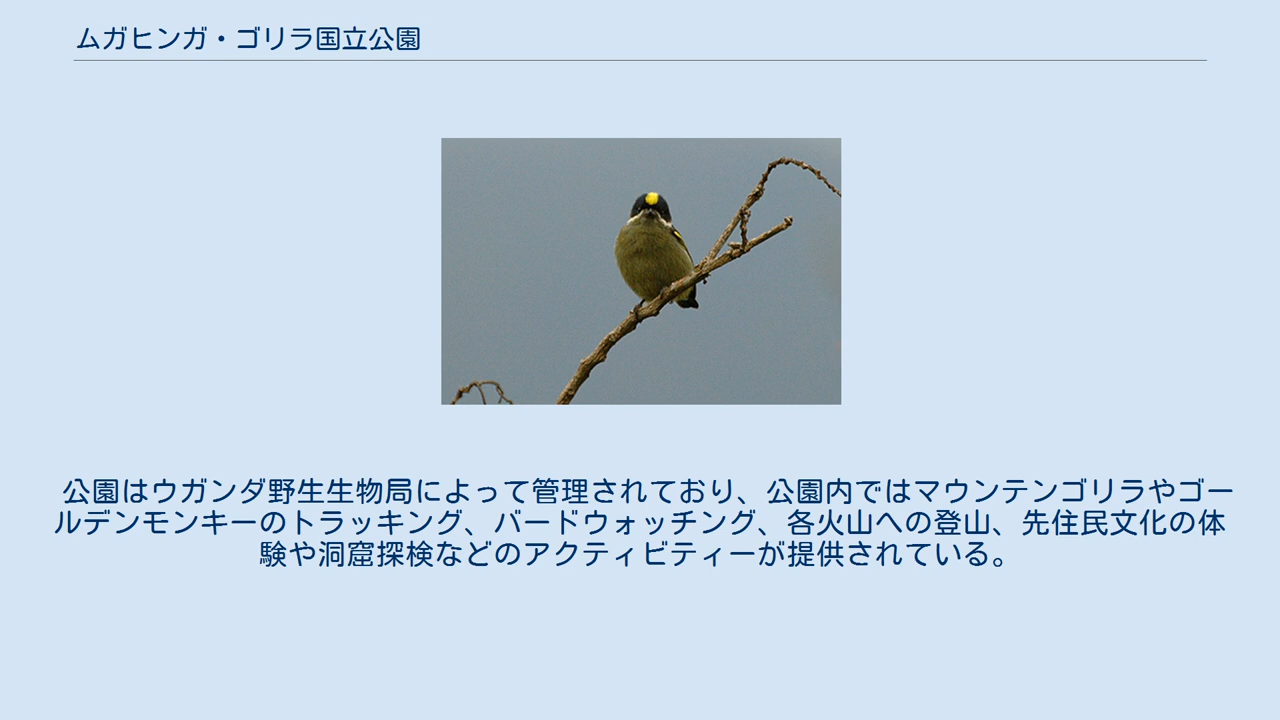 ムガヒンガ・ゴリラ国立公園
公園はウガンダ野生生物局によって管理されており、公園内ではマウンテンゴリラやゴー
ルデンモンキーのトラッキング、バードウォッチング、各火山への登山、先住民文化の体
験や洞窟探検などのアクティビティーが提供されている。